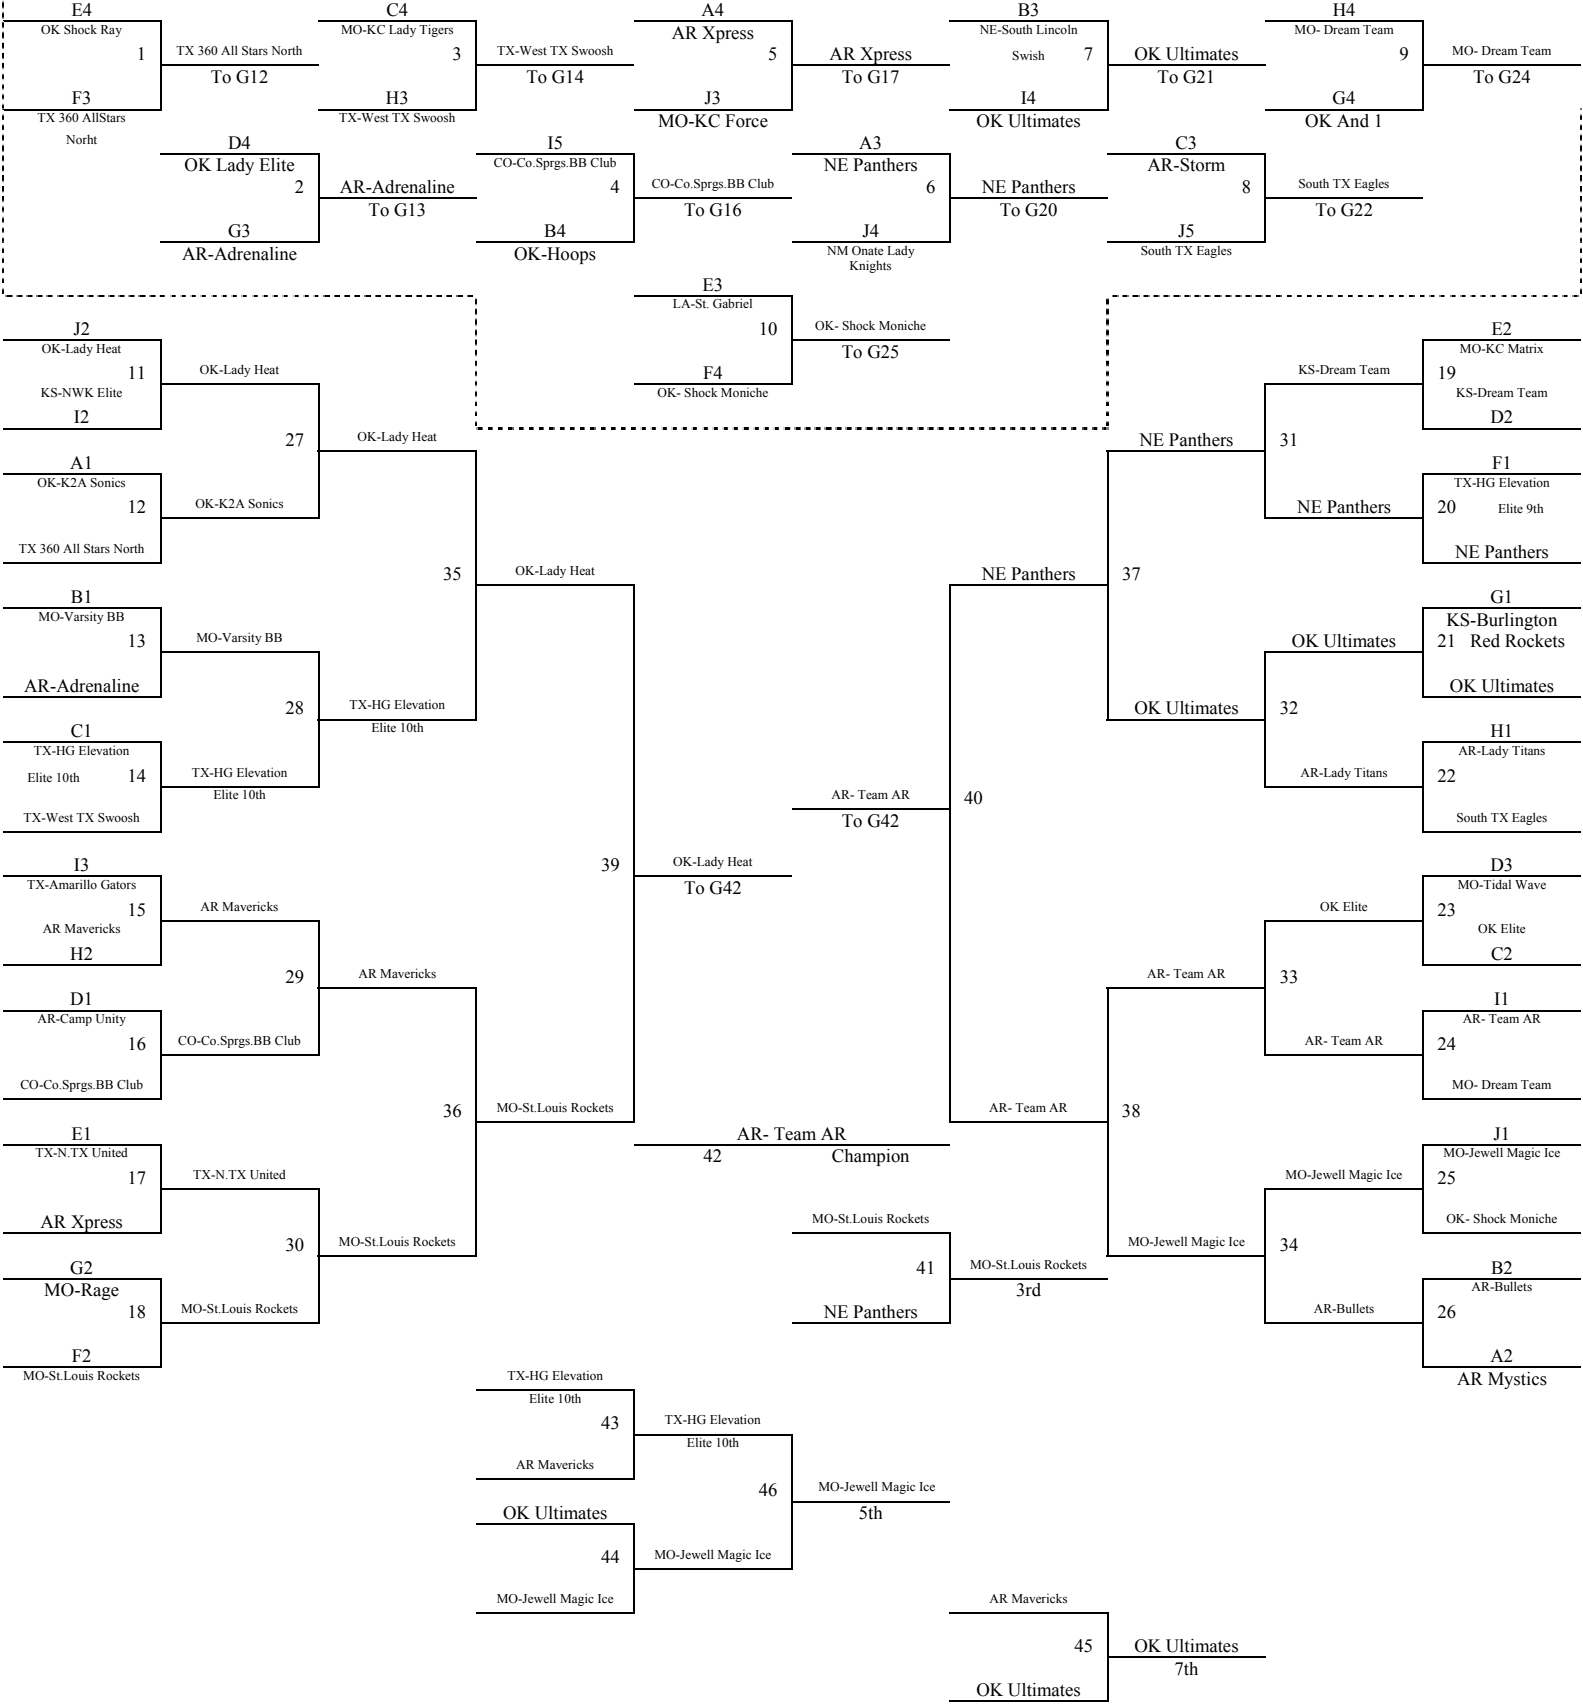 E4
OK Shock Ray
1
F3
TX 360 AllStars
Norht
TX 360 All Stars North
To G12
C4
MO-KC Lady Tigers
3
H3
TX-West TX Swoosh
TX-West TX Swoosh
To G14
A4
AR Xpress
5
J3
MO-KC Force
AR Xpress
To G17
B3
NE-South Lincoln
Swish 7
I4
OK Ultimates
OK Ultimates
To G21
H4
MO- Dream Team
9
G4
OK And 1
MO- Dream Team
To G24
D4
OK Lady Elite
2
G3
AR-Adrenaline
AR-Adrenaline
To G13
I5
CO-Co.Sprgs.BB Club
4
B4
OK-Hoops
CO-Co.Sprgs.BB Club
To G16
A3
NE Panthers
6
J4
NM Onate Lady
Knights
NE Panthers
To G20
C3
AR-Storm
8
J5
South TX Eagles
South TX Eagles
To G22
E3
LA-St. Gabriel
10
F4
OK- Shock Moniche
OK- Shock Moniche
To G25
J2
OK-Lady Heat
11
KS-NWK Elite
I2
OK-Lady Heat
27
OK-Lady Heat
A1
OK-K2A Sonics
12
TX 360 All Stars North
OK-K2A Sonics
35
OK-Lady Heat
B1
MO-Varsity BB
13
AR-Adrenaline
MO-Varsity BB
28
TX-HG Elevation
Elite 10th
C1
TX-HG Elevation
Elite 10th 14
TX-West TX Swoosh
TX-HG Elevation
Elite 10th
39
OK-Lady Heat
To G42
I3
TX-Amarillo Gators
15
AR Mavericks
H2
AR Mavericks
29
AR Mavericks
D1
AR-Camp Unity
16
CO-Co.Sprgs.BB Club
CO-Co.Sprgs.BB Club
36
MO-St.Louis Rockets
E1
TX-N.TX United
17
AR Xpress
TX-N.TX United
30
MO-St.Louis Rockets
G2
MO-Rage
18
F2
MO-St.Louis Rockets
MO-St.Louis Rockets
E2
MO-KC Matrix
19
KS-Dream Team
D2
KS-Dream Team
31
NE Panthers
F1
TX-HG Elevation
20 Elite 9th
NE Panthers
NE Panthers
37
NE Panthers
G1
KS-Burlington
21 Red Rockets
OK Ultimates
OK Ultimates
32
OK Ultimates
H1
AR-Lady Titans
22
South TX Eagles
AR-Lady Titans
40
AR- Team AR
To G42
D3
MO-Tidal Wave
23
OK Elite
C2
OK Elite
33
AR- Team AR
I1
AR- Team AR
24
MO- Dream Team
AR- Team AR
38
AR- Team AR
J1
MO-Jewell Magic Ice
25
OK- Shock Moniche
MO-Jewell Magic Ice
34
MO-Jewell Magic Ice
B2
AR-Bullets
26
A2
AR Mystics
AR-Bullets
AR- Team AR
42 Champion
MO-St.Louis Rockets
41
NE Panthers
MO-St.Louis Rockets
3rd
TX-HG Elevation
Elite 10th
43
AR Mavericks
TX-HG Elevation
Elite 10th
46
MO-Jewell Magic Ice
5th
OK Ultimates
44
MO-Jewell Magic Ice
MO-Jewell Magic Ice
AR Mavericks
45
OK Ultimates
OK Ultimates
7th